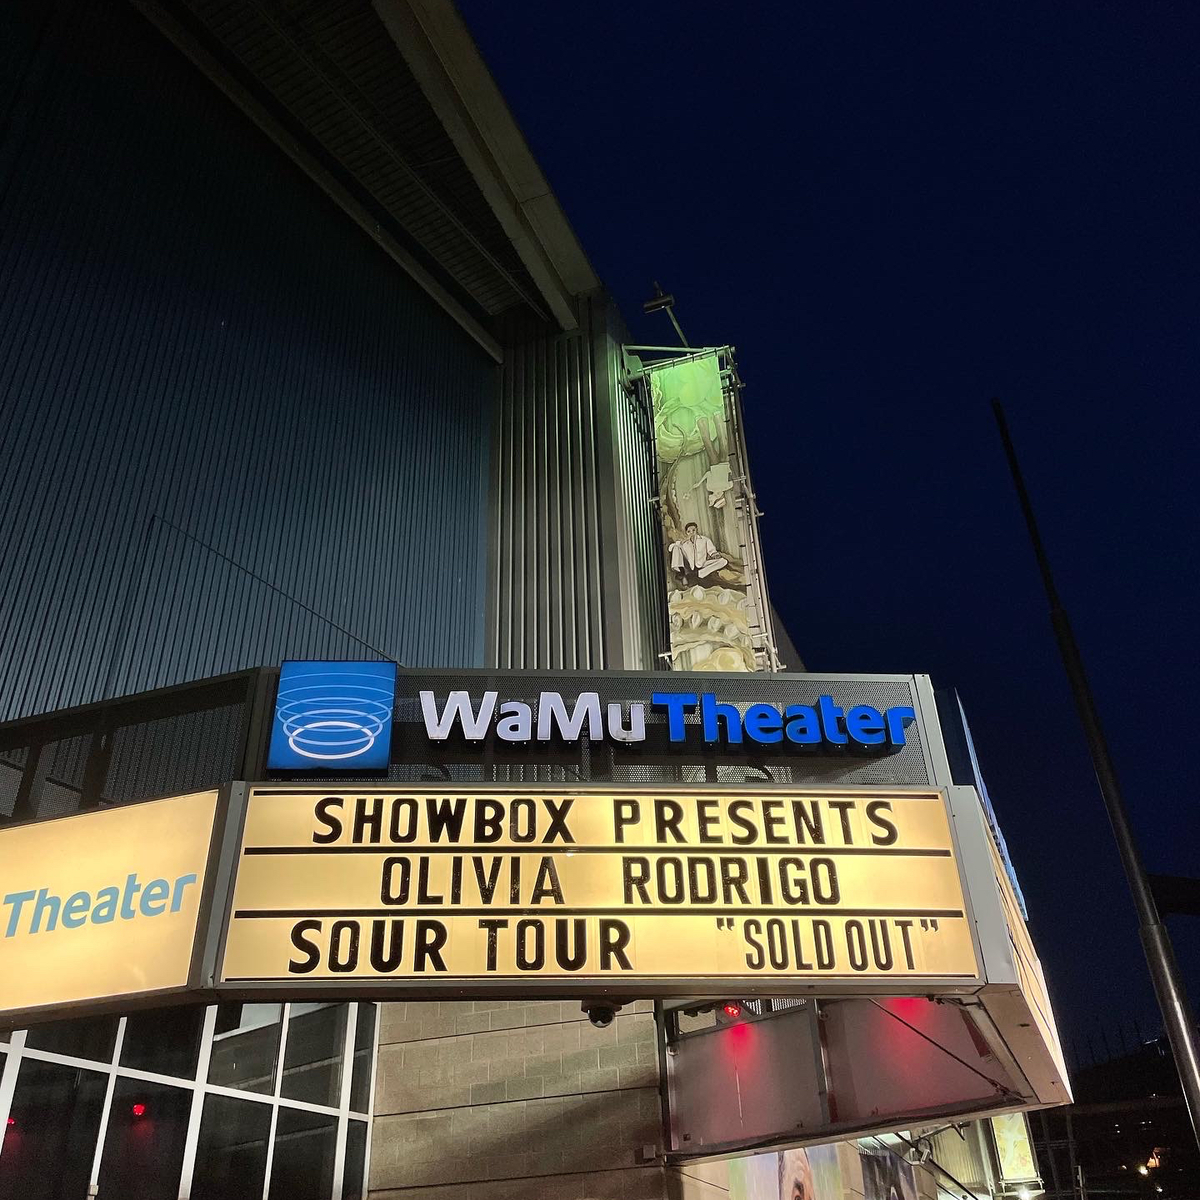 WaMu Theater
SHOWBOX PRESENTS
OLIVIA RODRIGO
SOUR TOUR "SOLD OUT"
Theater